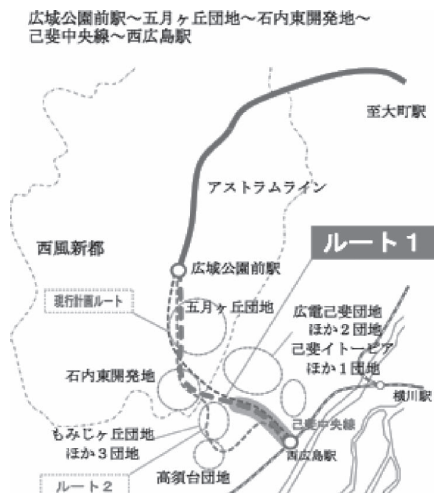 広域公園前駅～五月ヶ丘団地～石内東開発地～
己斐中央線～西広島駅
至大町駅
アストラムライン
ルート1
西風新都
広域公園前駅
現行計画ルート
五月ヶ丘団地
広電己斐団地
ほか2団地
己斐イトーピア
ほか1団地
石内東開発地
横川駅
己斐中央線
もみじヶ丘団地
ほか3団地
西広島駅
高須台団地
ルート2